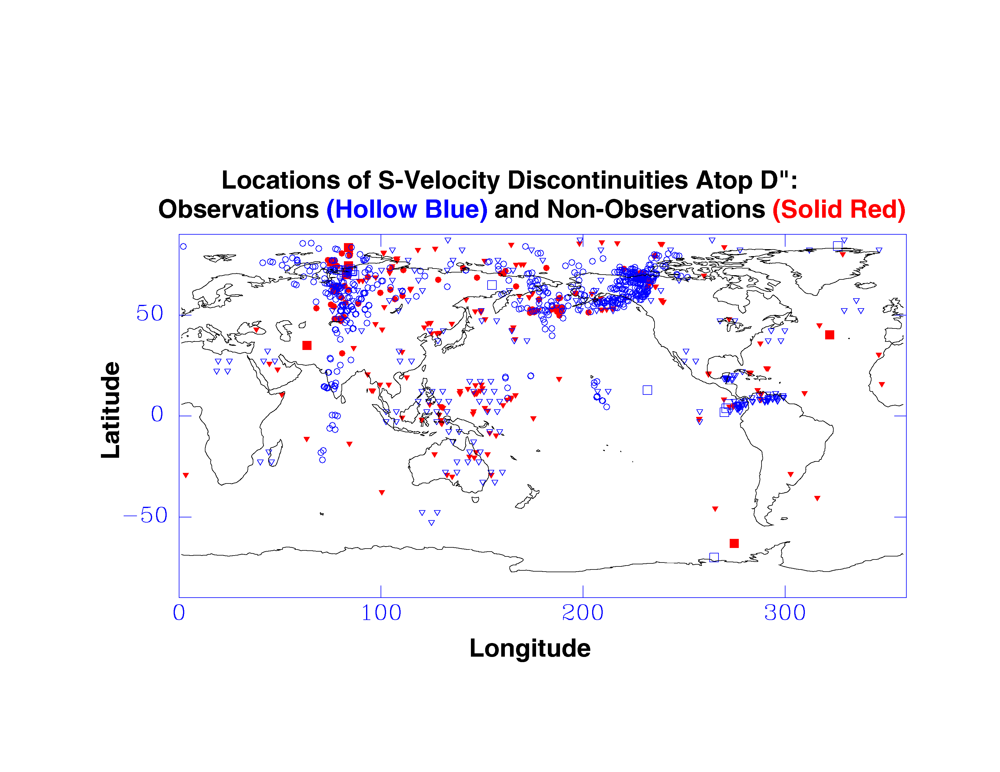 Locations of S-Velocity Discontinuities Atop D":
Observations (Hollow Blue) and Non-Observations (Solid Red)
Latitude
50
0
−50
0 100 200 300
Longitude